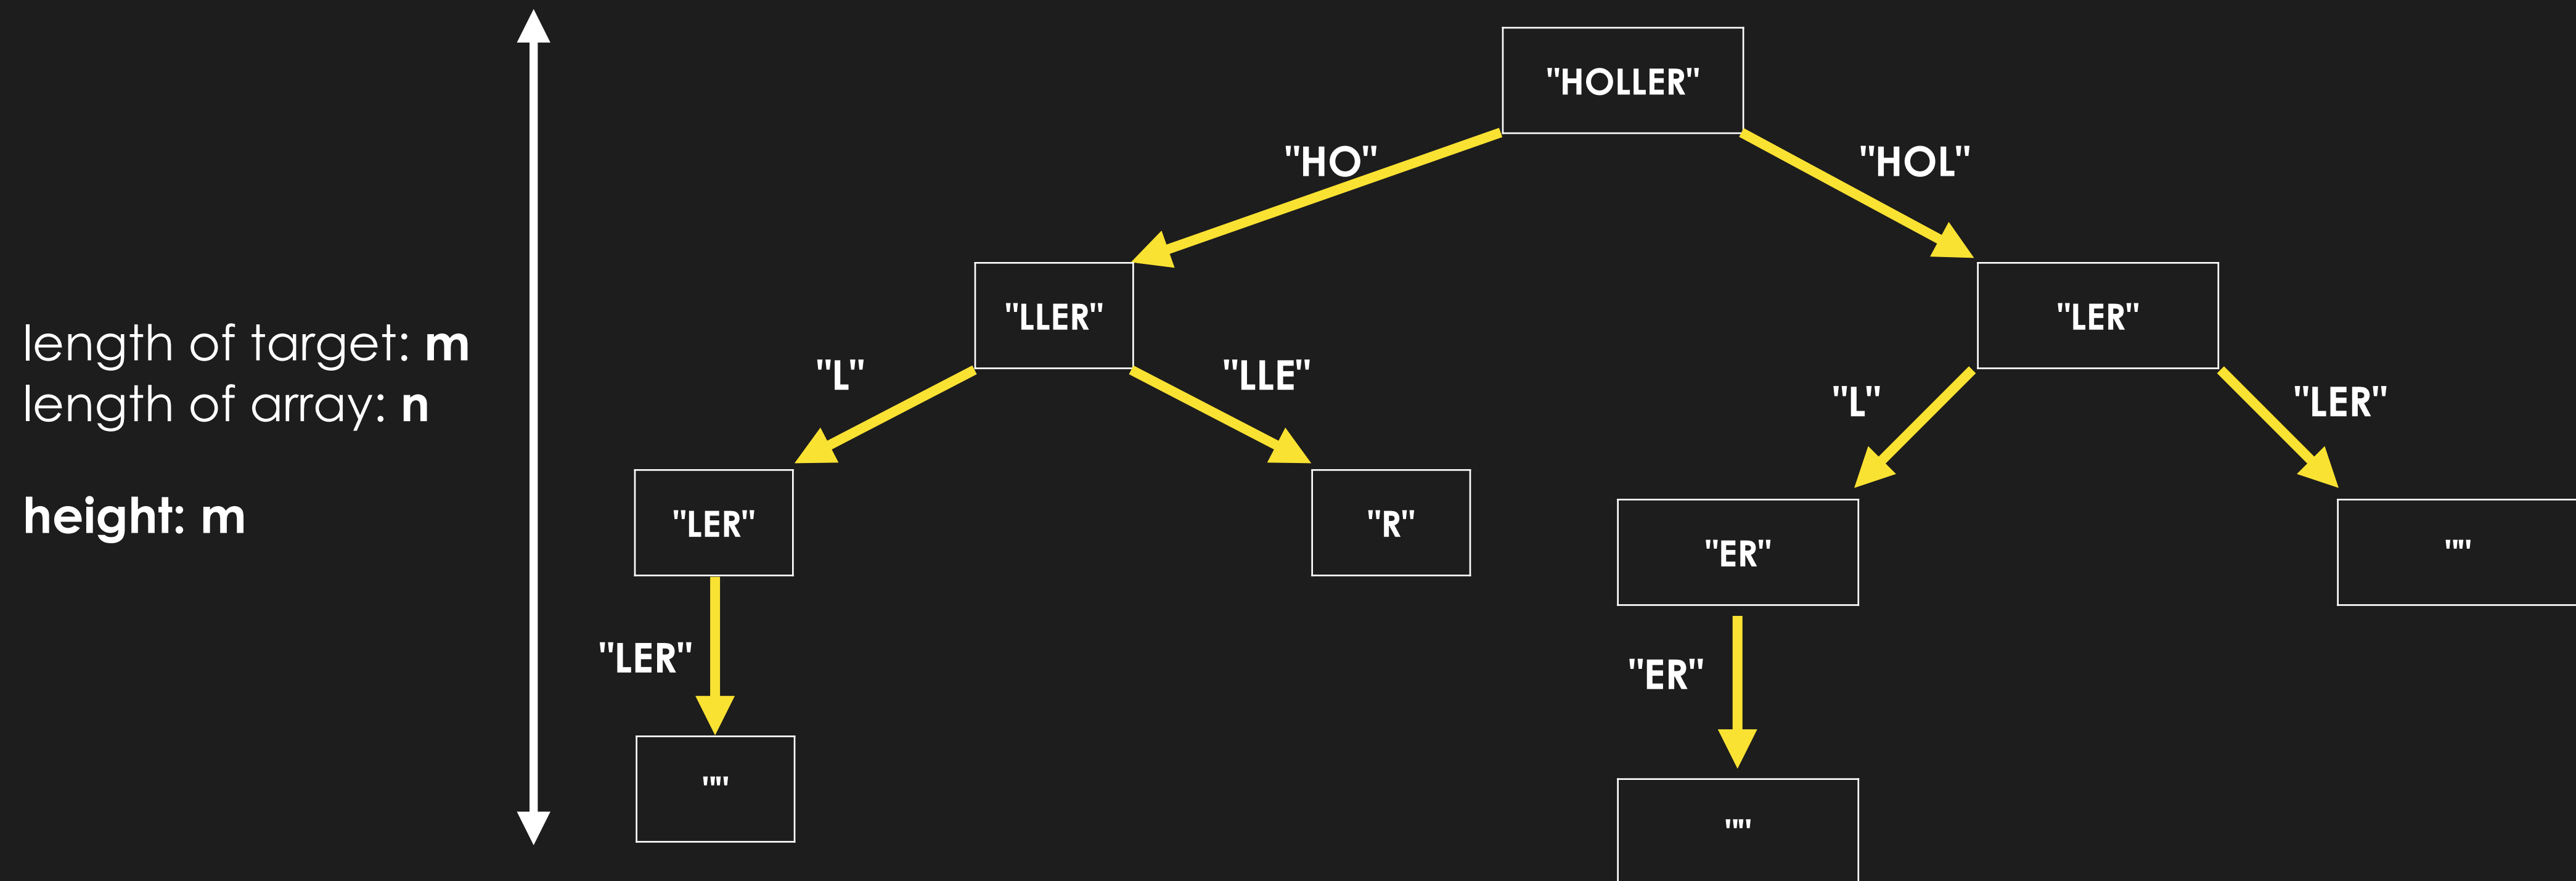 "HOLLER"
"HO"
"HOL"
"LLER"
"LER"
length of target: m
length of array: n
"L"
"LLE"
"L"
"LER"
height: m
"LER"
"R"
"ER"
""
"LER"
"ER"
""
""